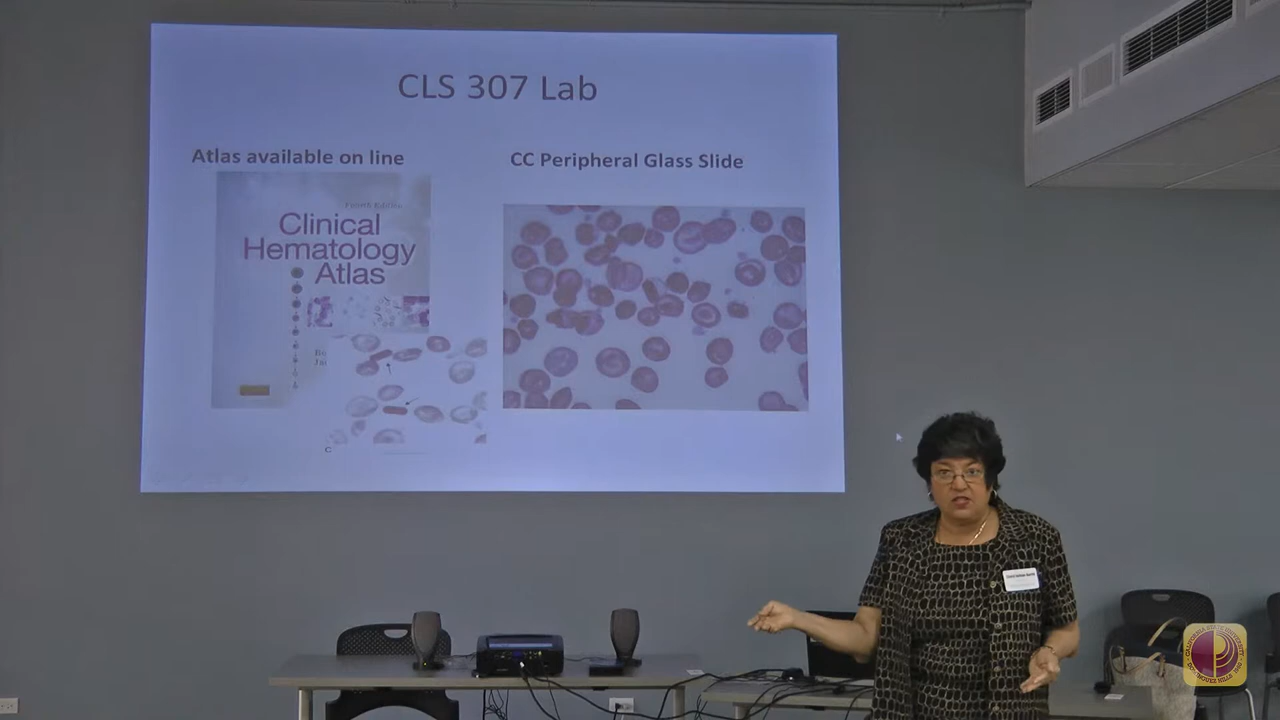 CLS 307 Lab
Atlas available on line
CC Peripheral Glass Slide
Fourth Edition
Clinical
Hematology
Atlas
C